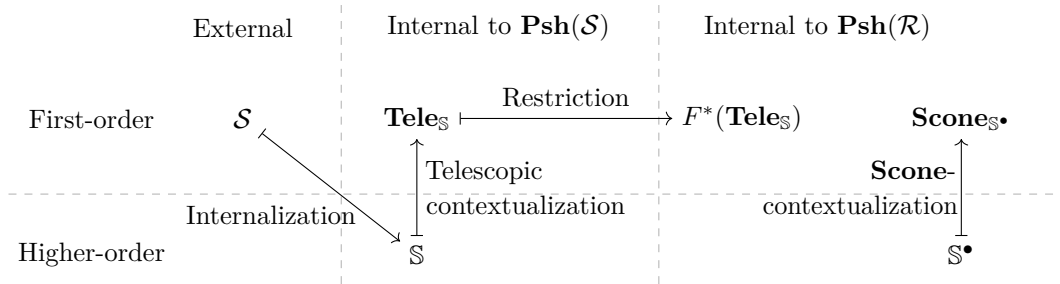 External Internal to Psh(𝒮) Internal to Psh(ℛ)
First-order 𝒮 Tele𝕊 Restriction F*(Tele𝕊) Scone𝕊•
Internalization Telescopic contextualization Scone-contextualization
Higher-order 𝕊 𝕊•